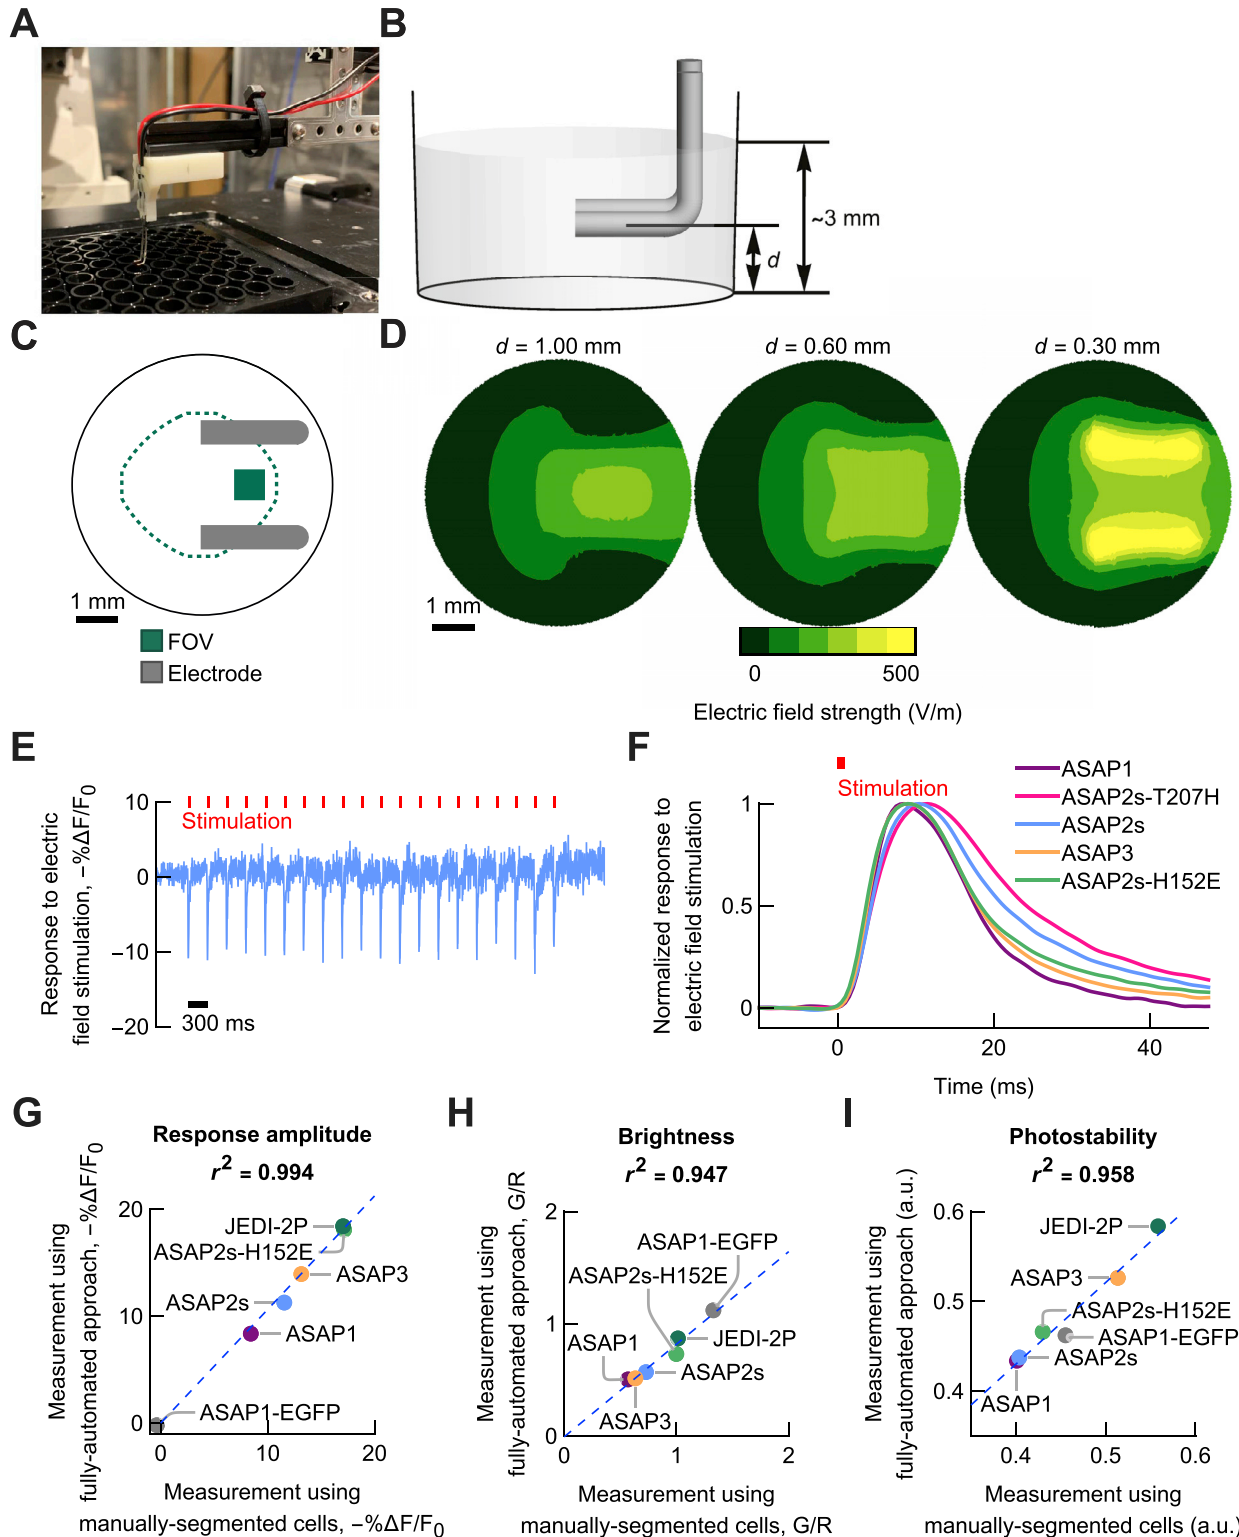 A
B
~3 mm
d
C
1 mm
FOV
Electrode
D
d = 1.00 mm
d = 0.60 mm
d = 0.30 mm
1 mm
0
500
Electric field strength (V/m)
E
Response to electric
field stimulation, −%ΔF/F0
10
0
−10
−20
Stimulation
300 ms
F
Normalized response to
electric field stimulation
1
0.5
0
Stimulation
ASAP1
ASAP2s-T207H
ASAP2s
ASAP3
ASAP2s-H152E
0
20
40
Time (ms)
G
Response amplitude
r2 = 0.994
Measurement using
fully-automated approach, −%ΔF/F0
20
10
0
JEDI-2P
ASAP2s-H152E
ASAP3
ASAP2s
ASAP1
ASAP1-EGFP
0
10
20
Measurement using
manually-segmented cells, −%ΔF/F0
H
Brightness
r2 = 0.947
Measurement using
fully-automated approach, G/R
2
1
0
ASAP1-EGFP
ASAP2s-H152E
ASAP1
JEDI-2P
ASAP2s
ASAP3
0
1
2
Measurement using
manually-segmented cells, G/R
I
Photostability
r2 = 0.958
Measurement using
fully-automated approach (a.u.)
0.6
0.5
0.4
JEDI-2P
ASAP3
ASAP2s-H152E
ASAP1-EGFP
ASAP2s
ASAP1
0.4
0.5
0.6
Measurement using
manually-segmented cells (a.u.)